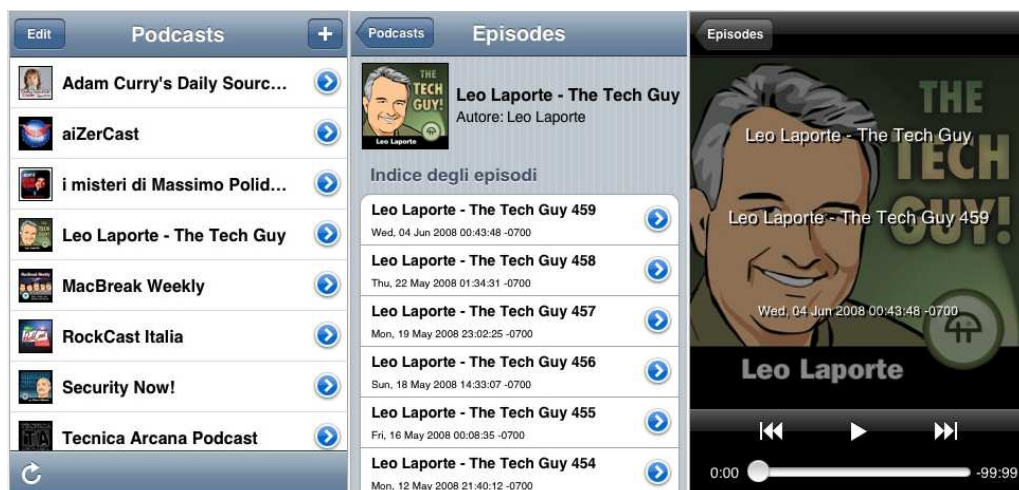 Edit
Podcasts
+
Adam Curry's Daily Sourc...
aiZerCast
i misteri di Massimo Polid...
Leo Laporte - The Tech Guy
MacBreak Weekly
RockCast Italia
Security Now!
Tecnica Arcana Podcast
Podcasts
Episodes
THE
TECH
GUY!
Leo Laporte
Leo Laporte - The Tech Guy
Autore: Leo Laporte
Indice degli episodi
Leo Laporte - The Tech Guy 459
Wed, 04 Jun 2008 00:43:48 -0700
Leo Laporte - The Tech Guy 458
Thu, 22 May 2008 01:34:31 -0700
Leo Laporte - The Tech Guy 457
Mon, 19 May 2008 23:02:25 -0700
Leo Laporte - The Tech Guy 456
Sun, 18 May 2008 14:33:07 -0700
Leo Laporte - The Tech Guy 455
Fri, 16 May 2008 00:08:35 -0700
Leo Laporte - The Tech Guy 454
Mon, 12 May 2008 21:40:12 -0700
Episodes
THE
TECH
GUY!
Leo Laporte - The Tech Guy
Leo Laporte - The Tech Guy 459
Wed, 04 Jun 2008 00:43:48 -0700
Leo Laporte
0:00
-99:99